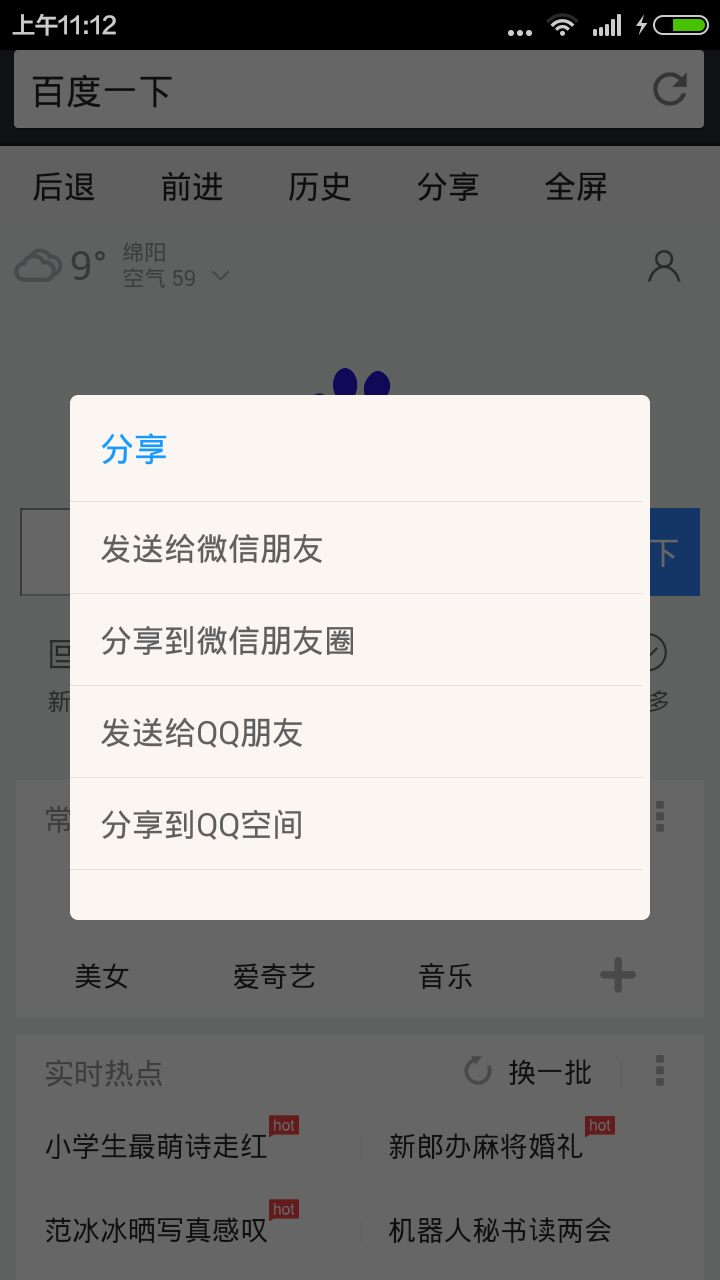 上午11:12
百度一下
后退 前进 历史 分享 全屏
9° 绵阳
空气 59
分享
发送给微信朋友
下
分享到微信朋友圈
新 多
发送给QQ朋友
常
分享到QQ空间
美女 爱奇艺 音乐
实时热点 换一批
小学生最萌诗走红 hot 新郎办麻将婚礼 hot
范冰冰晒写真感叹 hot 机器人秘书读两会